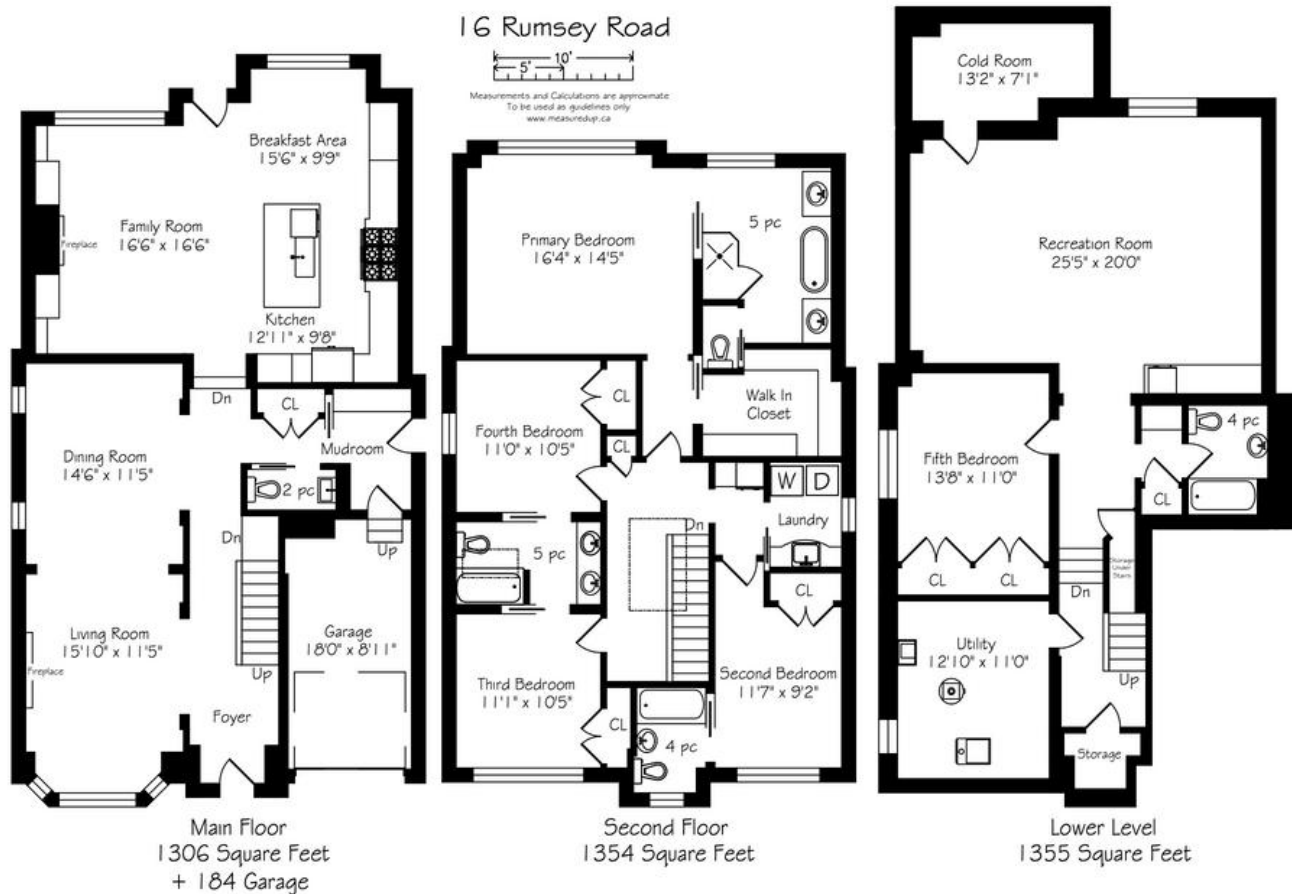 16 Rumsey Road
10'
5'
Measurements and Calculations are approximate
To be used as guidelines only
www.measuredup.ca
Breakfast Area
15'6" x 9'9"
Family Room
16'6" x 16'6"
Fireplace
Kitchen
12'11" x 9'8"
Dn
CL
Mudroom
Dining Room
14'6" x 11'5"
2 pc
Dn
Up
Living Room
15'10" x 11'5"
Fireplace
Garage
18'0" x 8'11"
Up
Foyer
Main Floor
1306 Square Feet
+ 184 Garage
Primary Bedroom
16'4" x 14'5"
5 pc
Walk In
Closet
CL
Fourth Bedroom
11'0" x 10'5"
CL
W
D
Dn
Laundry
5 pc
CL
Third Bedroom
11'1" x 10'5"
Second Bedroom
11'7" x 9'2"
CL
4 pc
Second Floor
1354 Square Feet
Cold Room
13'2" x 7'1"
Recreation Room
25'5" x 20'0"
4 pc
Fifth Bedroom
13'8" x 11'0"
CL
CL
CL
Storage
Under
Stairs
Dn
Utility
12'10" x 11'0"
Up
Storage
Lower Level
1355 Square Feet